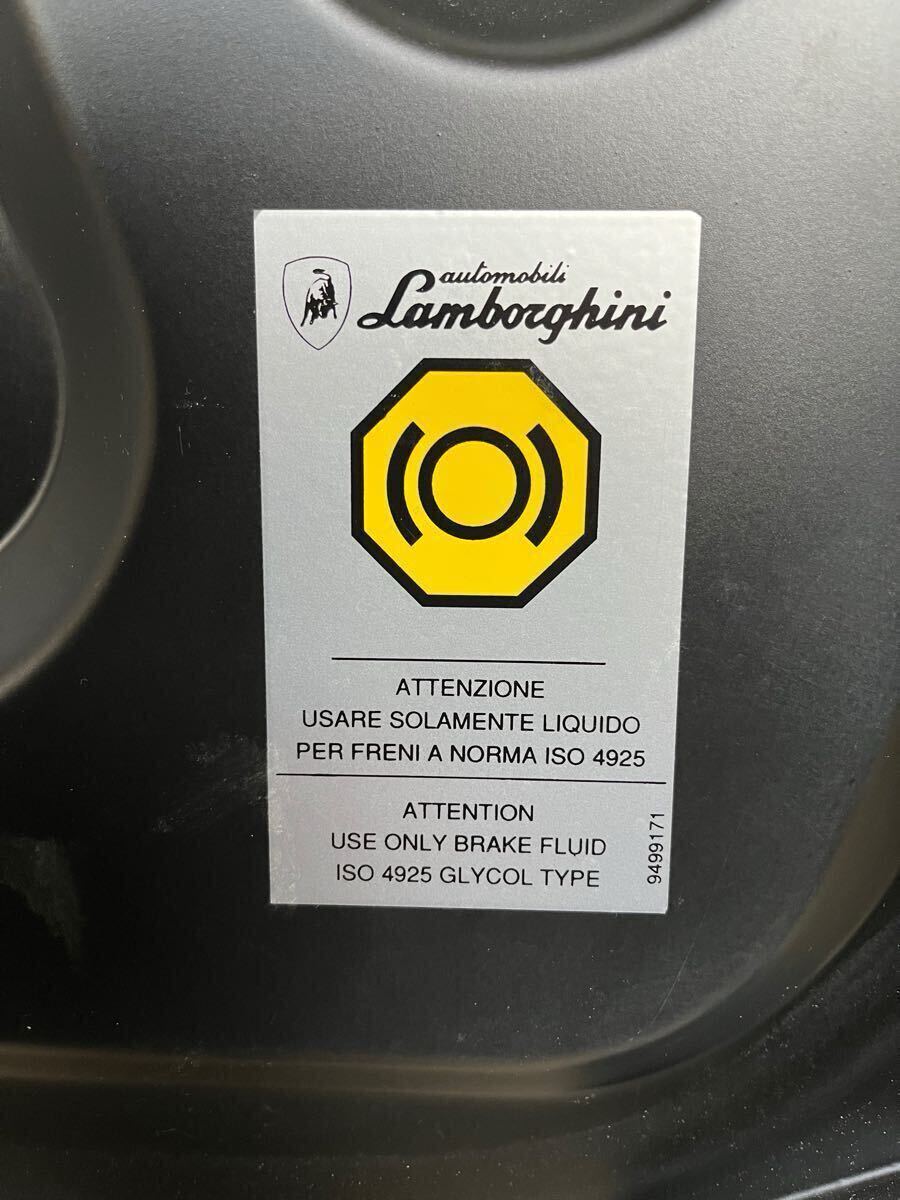 automobili
Lamborghini
ATTENZIONE
USARE SOLAMENTE LIQUIDO
PER FRENI A NORMA ISO 4925
ATTENTION
USE ONLY BRAKE FLUID
ISO 4925 GLYCOL TYPE
9499171